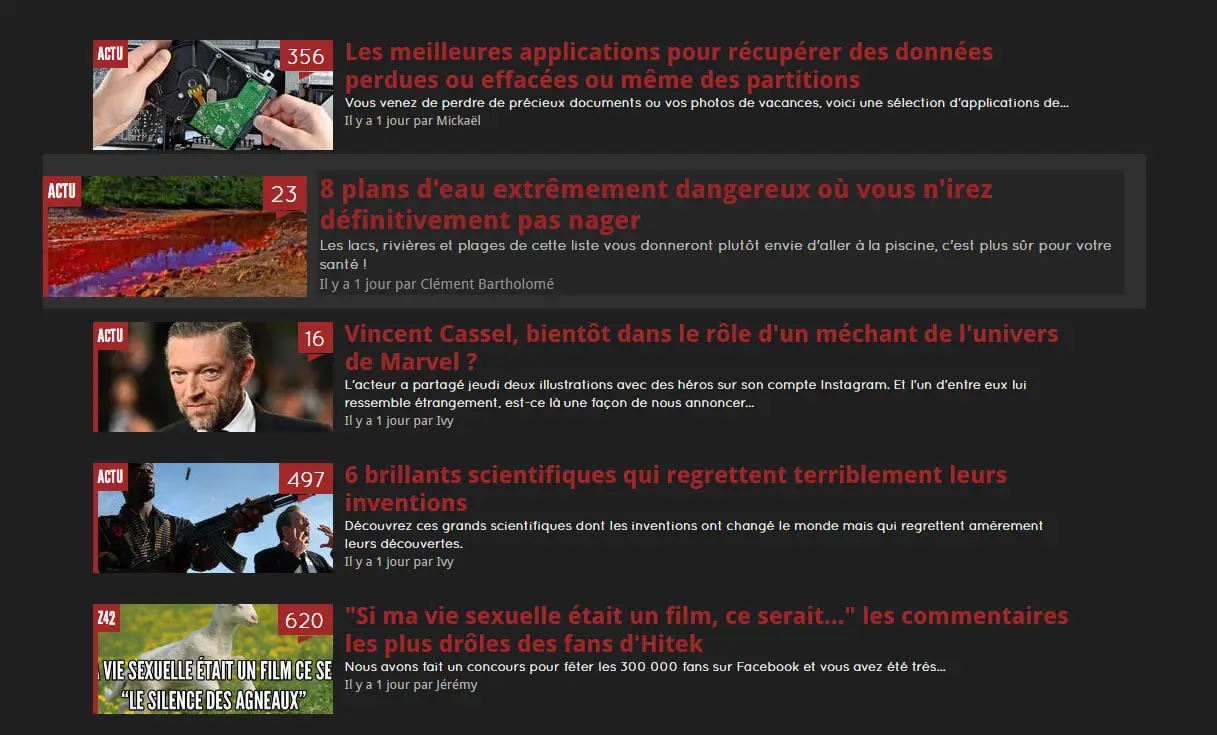 ACTU
356
Les meilleures applications pour récupérer des données
perdues ou effacées ou même des partitions
Vous venez de perdre de précieux documents ou vos photos de vacances, voici une sélection d'applications de...
Il y a 1 jour par Mickaël
ACTU
23
8 plans d'eau extrêmement dangereux où vous n'irez
définitivement pas nager
Les lacs, rivières et plages de cette liste vous donneront plutôt envie d'aller à la piscine, c'est plus sûr pour votre
santé !
Il y a 1 jour par Clément Bartholomé
ACTU
16
Vincent Cassel, bientôt dans le rôle d'un méchant de l'univers
de Marvel ?
L'acteur a partagé jeudi deux illustrations avec des héros sur son compte Instagram. Et l'un d'entre eux lui
ressemble étrangement, est-ce là une façon de nous annoncer...
Il y a 1 jour par Ivy
ACTU
497
6 brillants scientifiques qui regrettent terriblement leurs
inventions
Découvrez ces grands scientifiques dont les inventions ont changé le monde mais qui regrettent amèrement
leurs découvertes.
Il y a 1 jour par Ivy
Z42
620
VIE SEXUELLE ÉTAIT UN FILM CE SE
"LE SILENCE DES AGNEAUX"
"Si ma vie sexuelle était un film, ce serait..." les commentaires
les plus drôles des fans d'Hitek
Nous avons fait un concours pour fêter les 300 000 fans sur Facebook et vous avez été très...
Il y a 1 jour par Jérémy